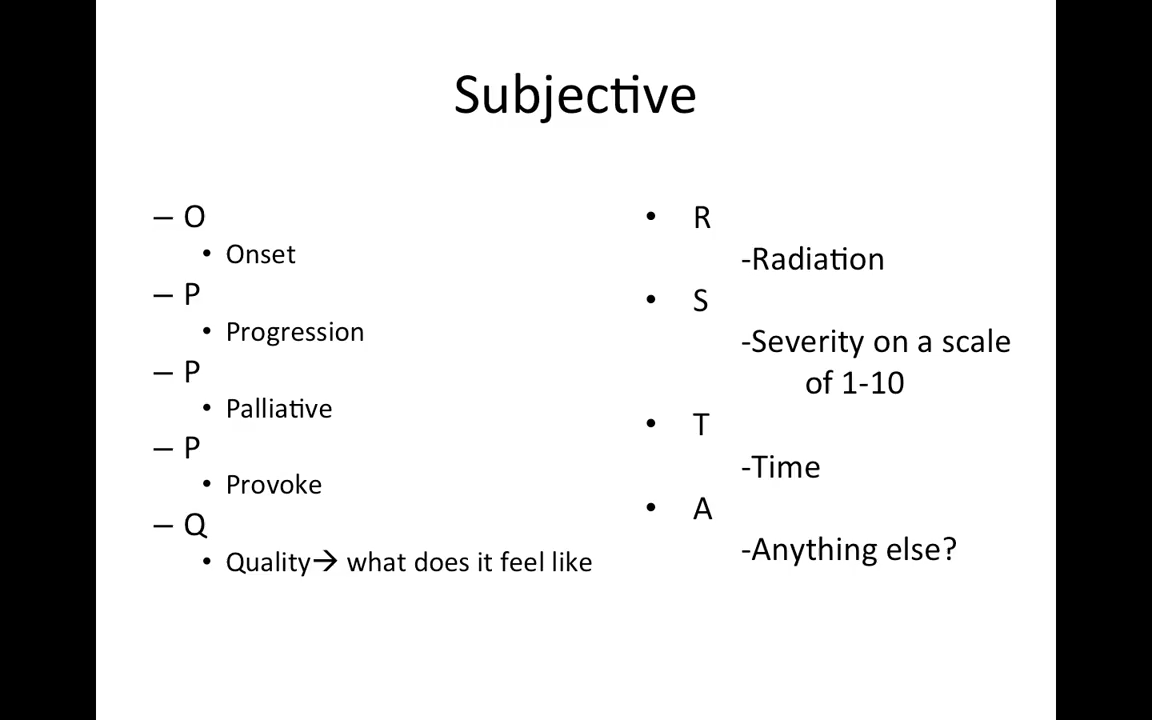 Subjective
– O
• Onset
– P
• Progression
– P
• Palliative
– P
• Provoke
– Q
• Quality→ what does it feel like
• R
-Radiation
• S
-Severity on a scale
of 1-10
• T
-Time
• A
-Anything else?